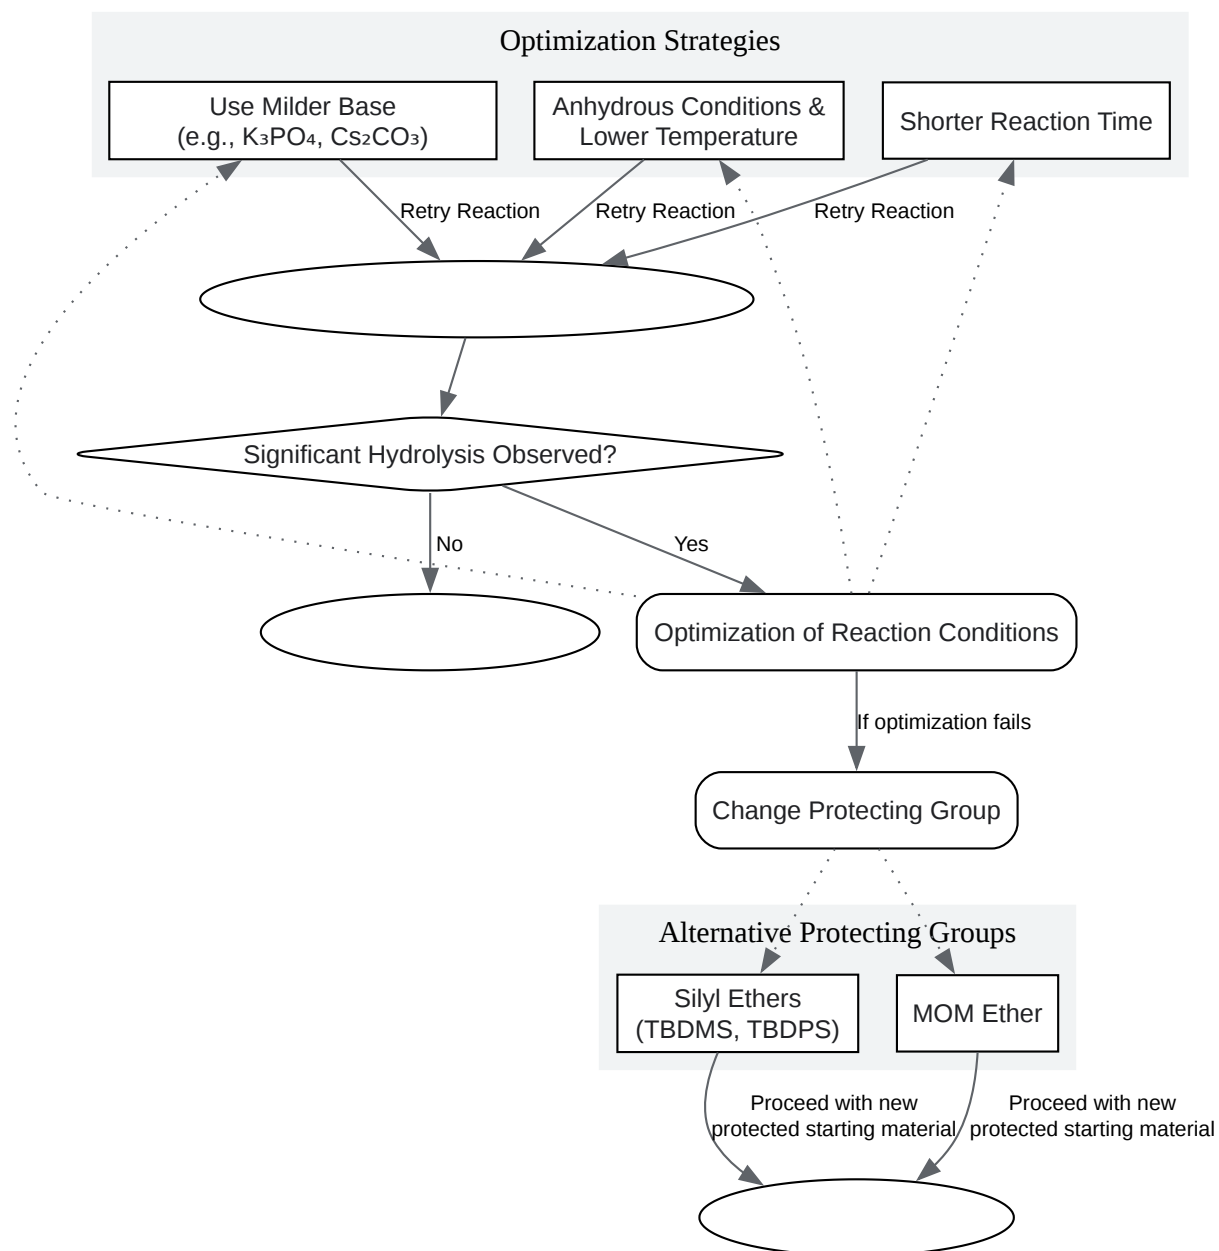 Optimization Strategies
Use Milder Base
(e.g., K₃PO₄, Cs₂CO₃)
Anhydrous Conditions &
Lower Temperature
Shorter Reaction Time
Retry Reaction
Retry Reaction
Retry Reaction
Significant Hydrolysis Observed?
No
Yes
Optimization of Reaction Conditions
If optimization fails
Change Protecting Group
Alternative Protecting Groups
Silyl Ethers
(TBDMS, TBDPS)
MOM Ether
Proceed with new
protected starting material
Proceed with new
protected starting material